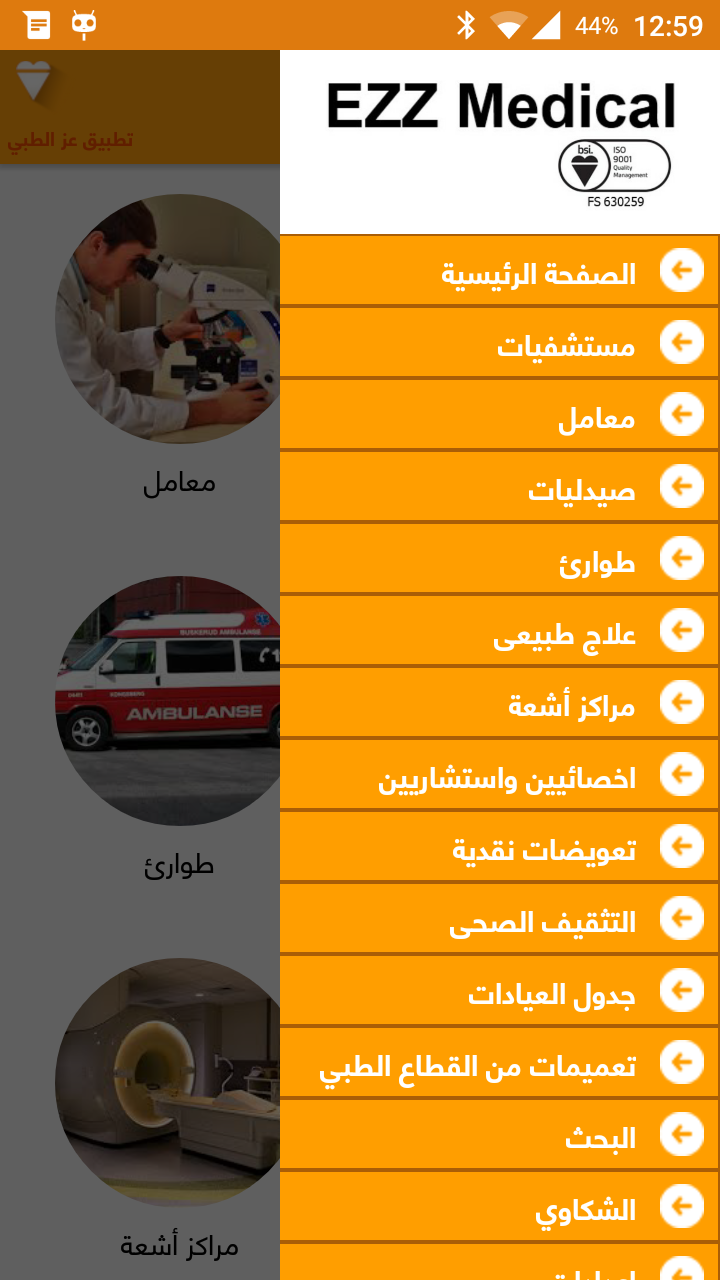 44% 12:59
تطبيق عز الطبي
EZZ Medical
bsi.
ISO
9001
Quality
Management
FS 630259
الصفحة الرئيسية
مستشفيات
معامل
صيدليات
طوارئ
علاج طبيعى
مراكز أشعة
اخصائيين واستشاريين
تعويضات نقدية
التثقيف الصحى
جدول العيادات
تعميمات من القطاع الطبي
البحث
الشكاوي
معامل
BUSKERUD AMBULANSE
AMBULANSE
طوارئ
مراكز أشعة